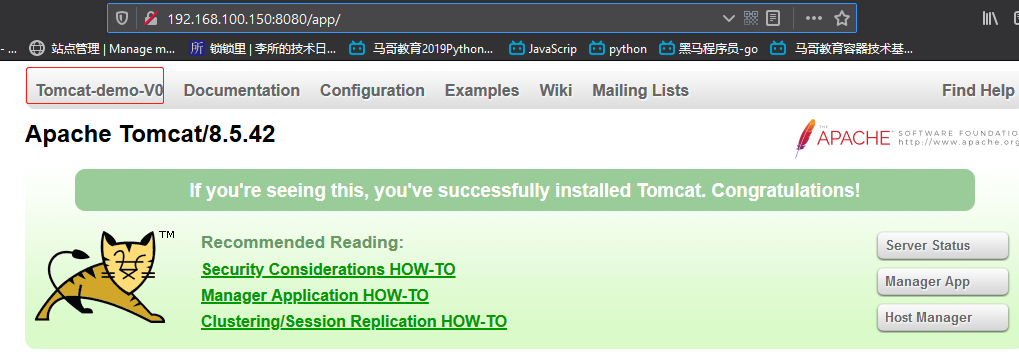 192.168.100.150:8080/app/
- ... 站点管理 | Manage m... 锁锁里 | 李所的技术日... 马哥教育2019Python... JavaScrip python 黑马程序员-go 马哥教育容器技术基...
Tomcat-demo-V0 Documentation Configuration Examples Wiki Mailing Lists Find Help
Apache Tomcat/8.5.42
THE
APACHE SOFTWARE FOUNDATIO
http://www.apache.org
If you're seeing this, you've successfully installed Tomcat. Congratulations!
TM
Recommended Reading:
Security Considerations HOW-TO
Manager Application HOW-TO
Clustering/Session Replication HOW-TO
Server Status
Manager App
Host Manager